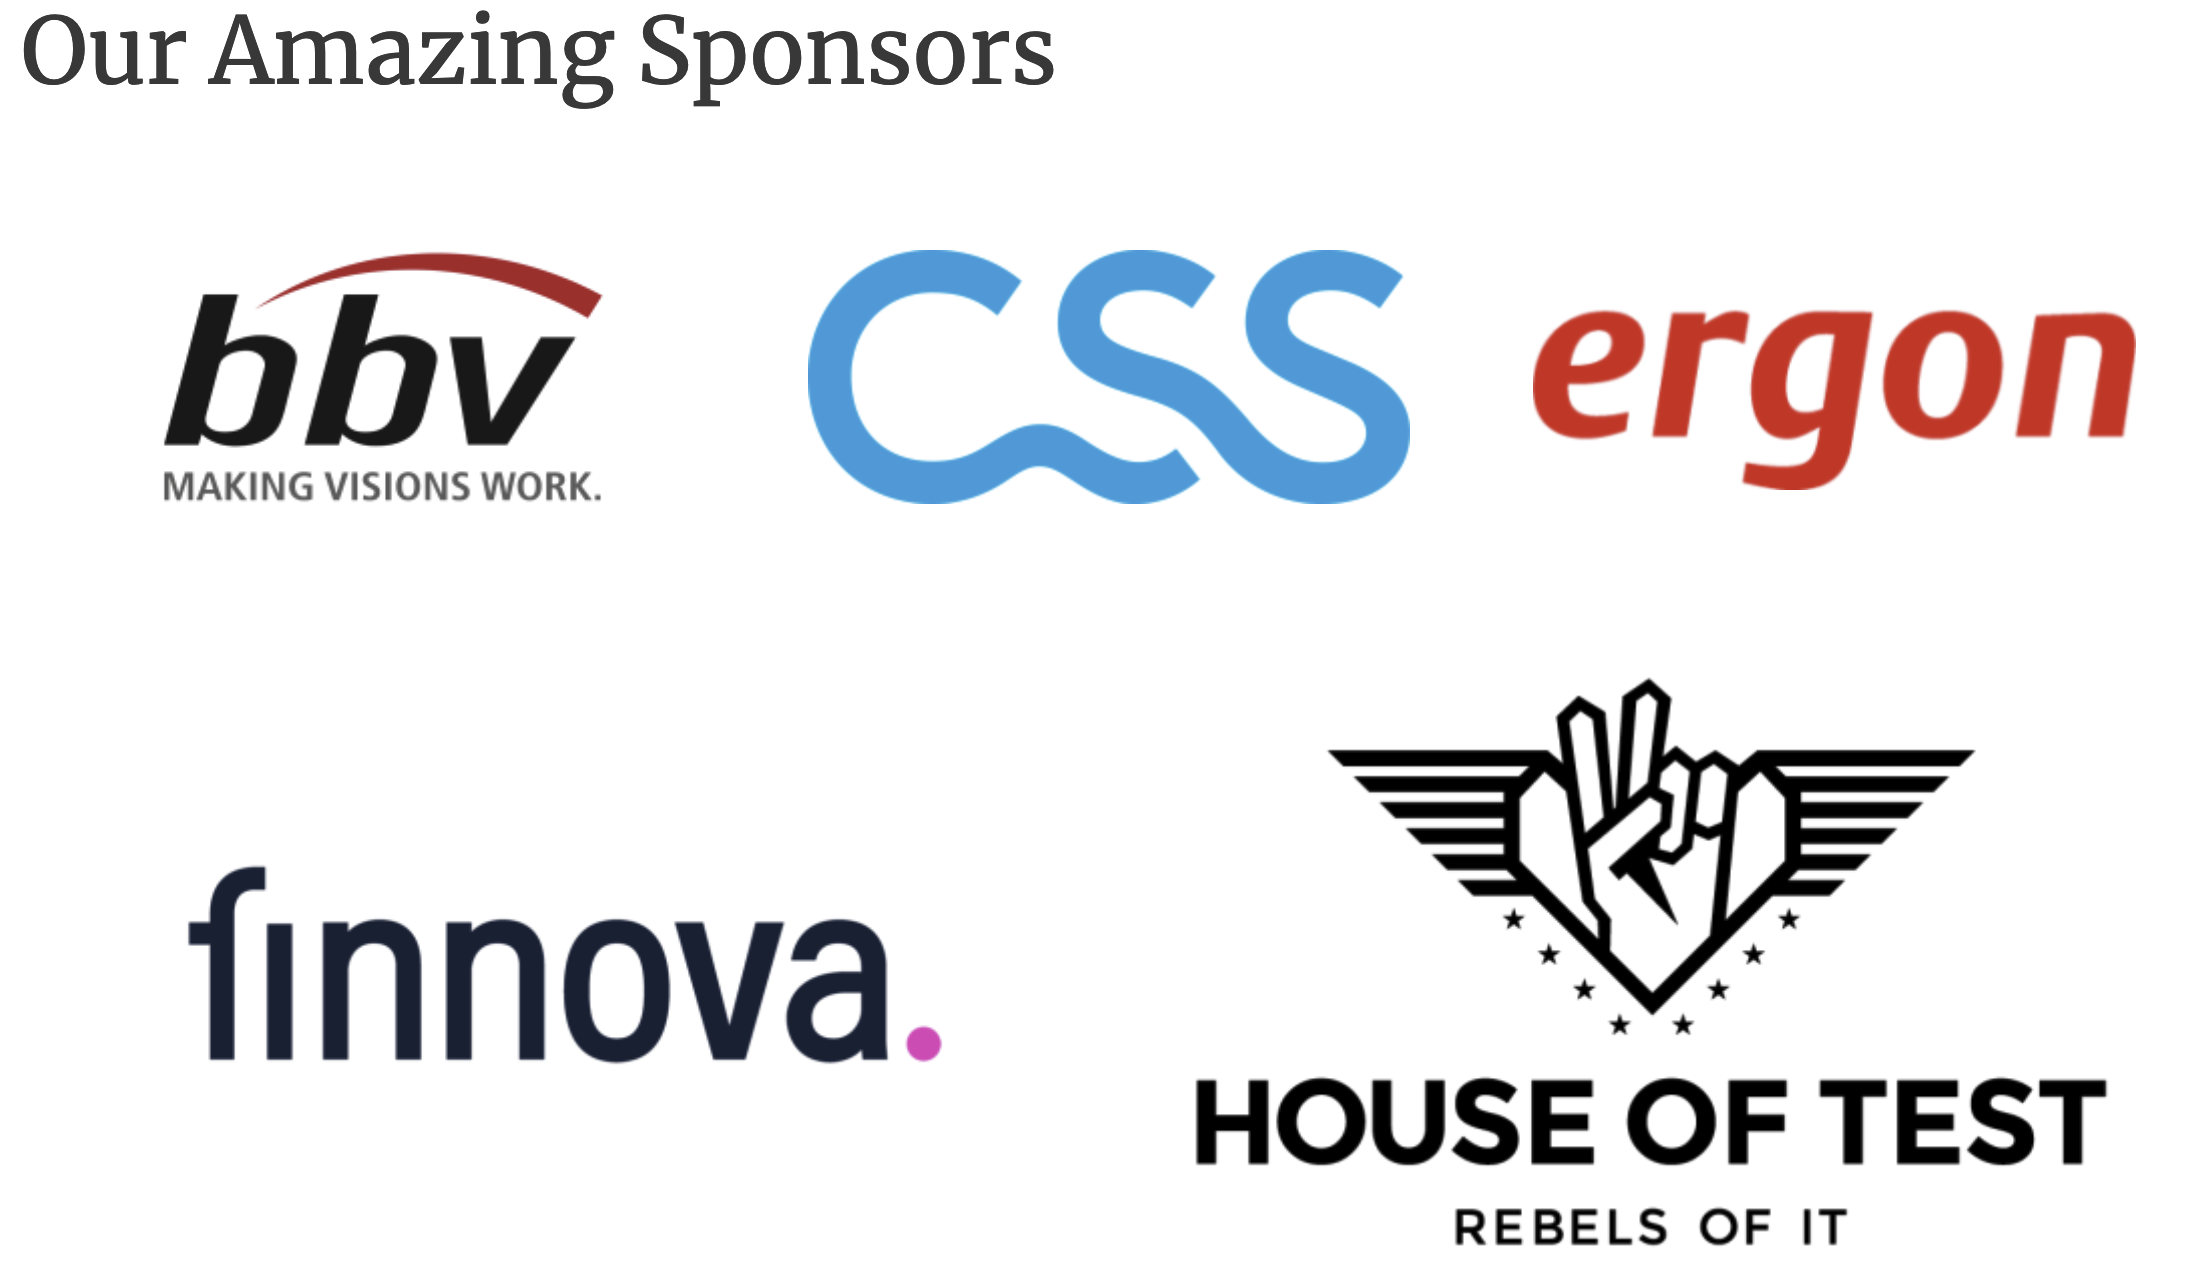 Our Amazing Sponsors
bbv
MAKING VISIONS WORK.
CSS
ergon
finnova.
HOUSE OF TEST
REBELS OF IT